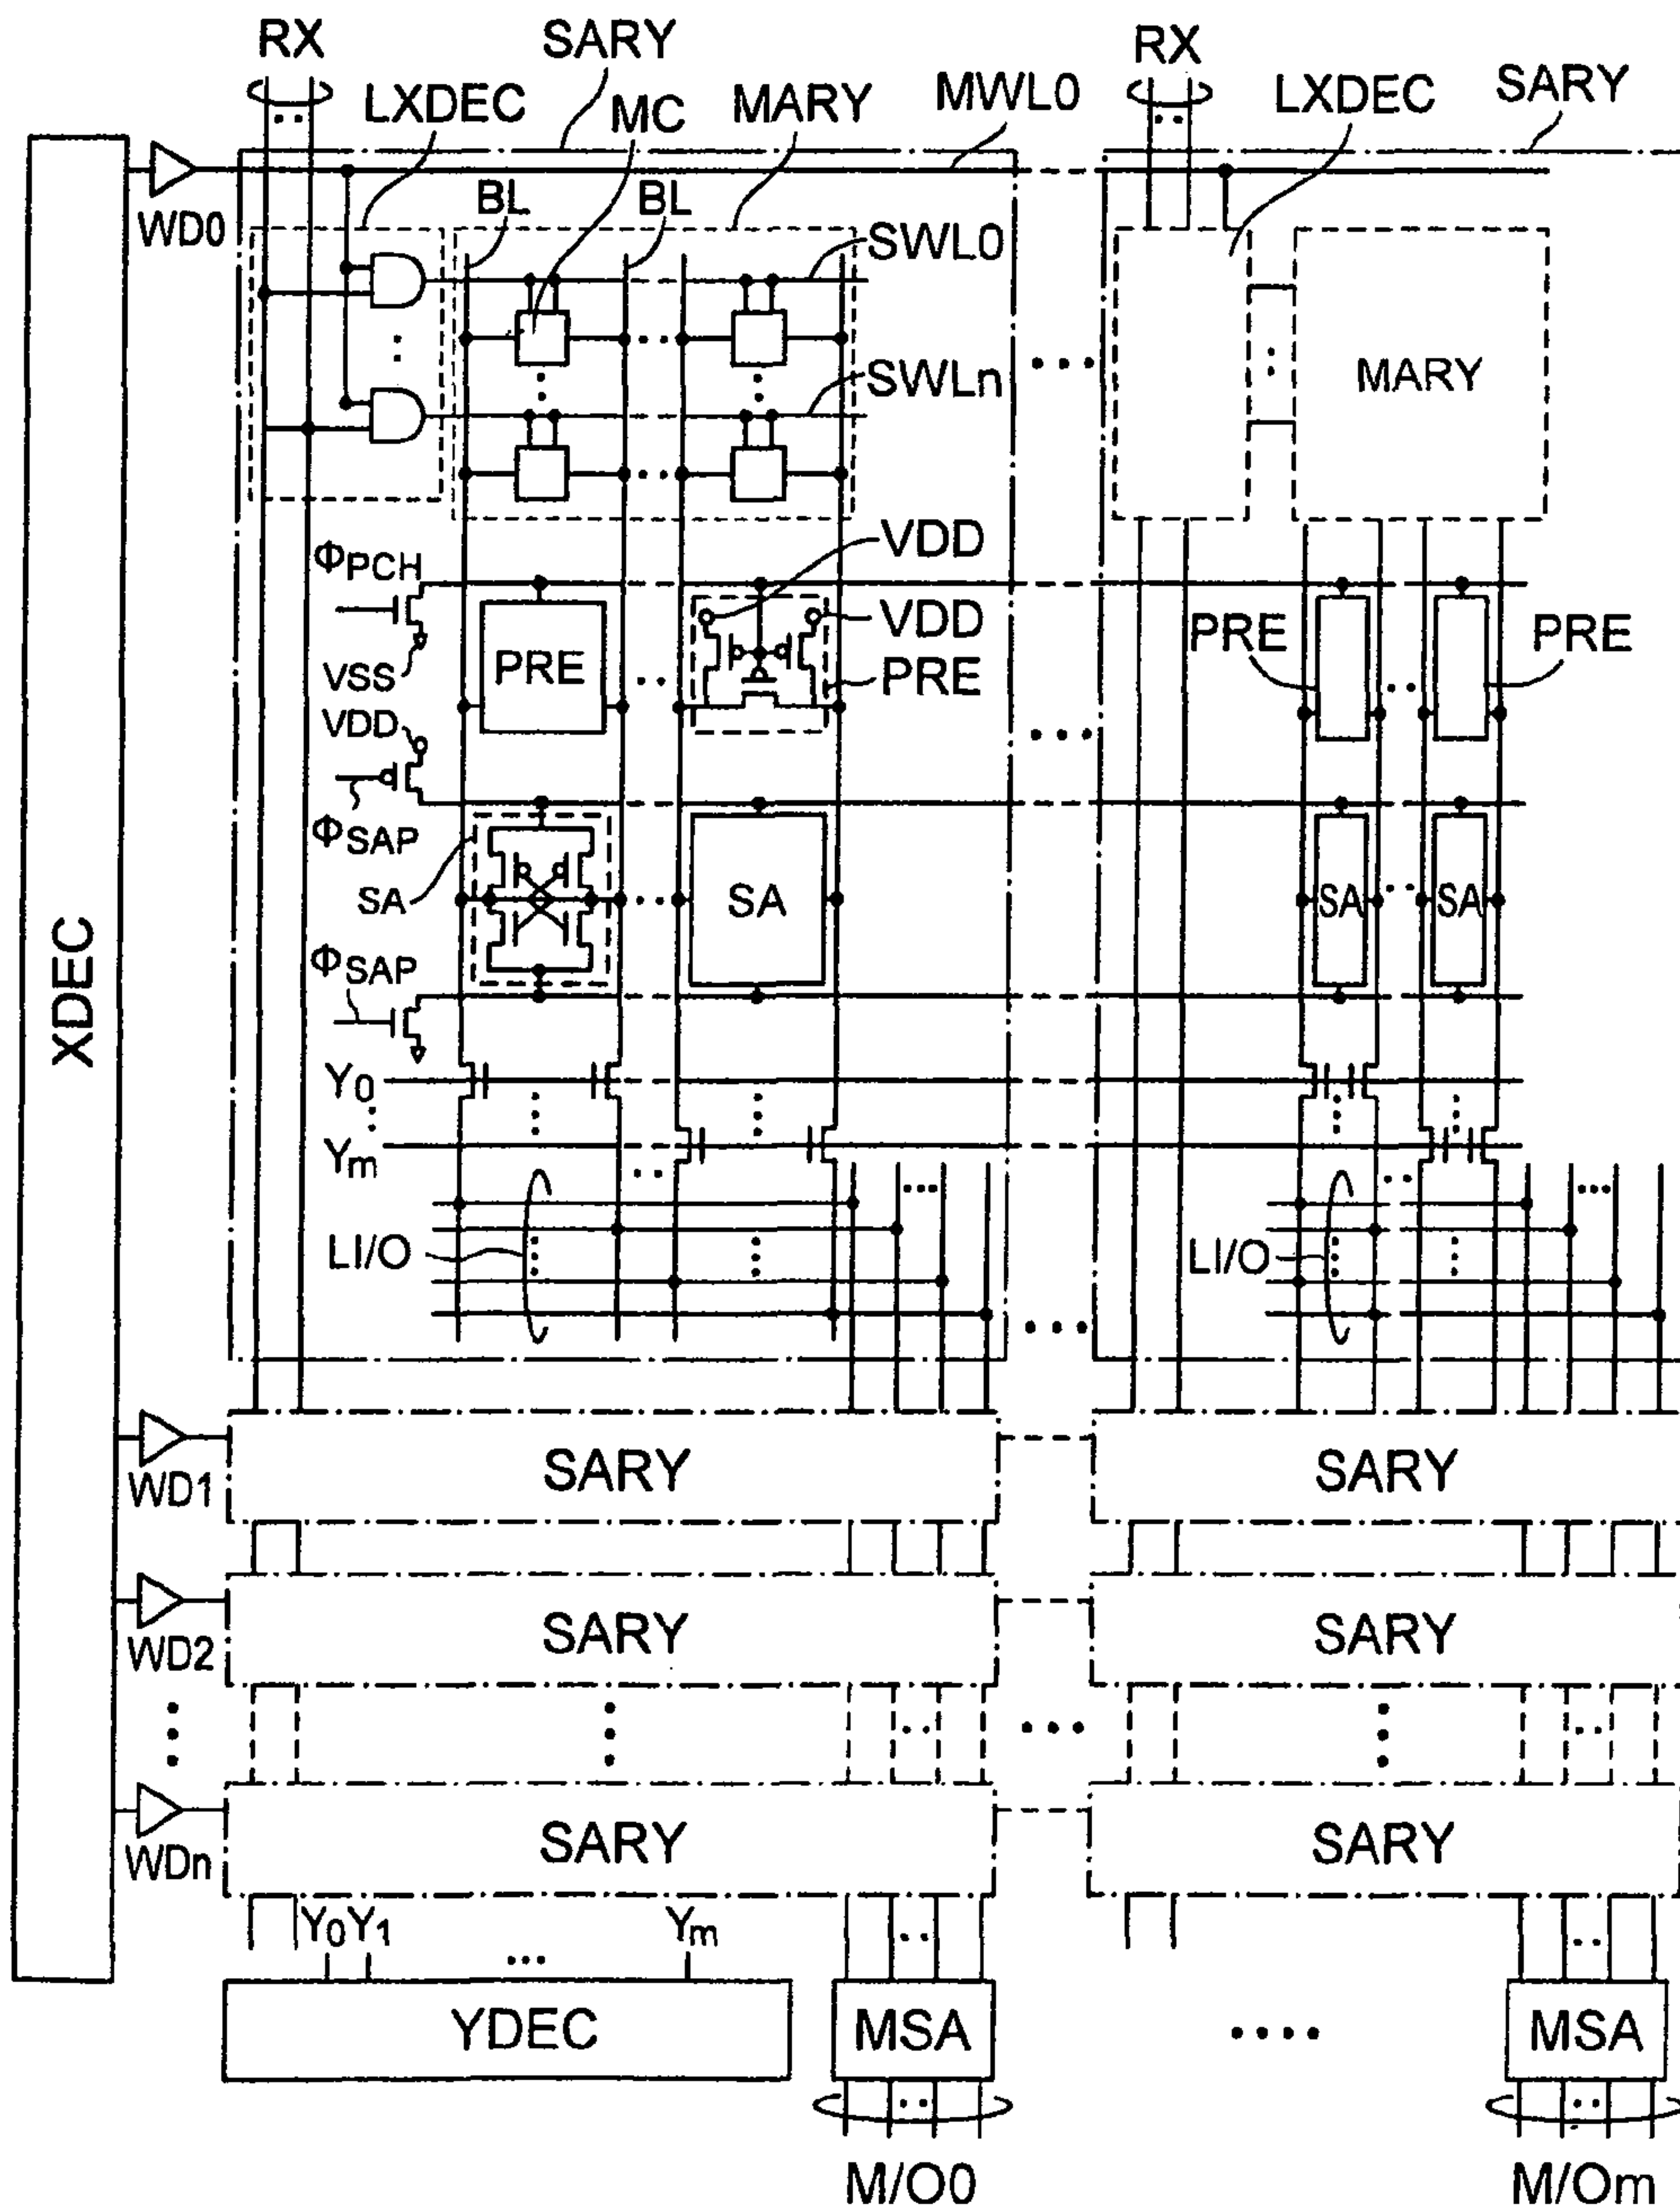 RX
SARY
RX
LXDEC
MC
MARY
MWL0
LXDEC
SARY
WD0
BL
BL
SWL0
SWLn
MARY
ΦPCH
VDD
VSS
PRE
VDD
PRE
PRE
PRE
VDD
ΦSAP
SA
SA
SA
SA
ΦSAP
XDEC
Y0
Ym
LI/O
LI/O
WD1
SARY
SARY
WD2
SARY
SARY
WDn
SARY
SARY
Y0 Y1
Ym
YDEC
MSA
MSA
M/O0
M/Om